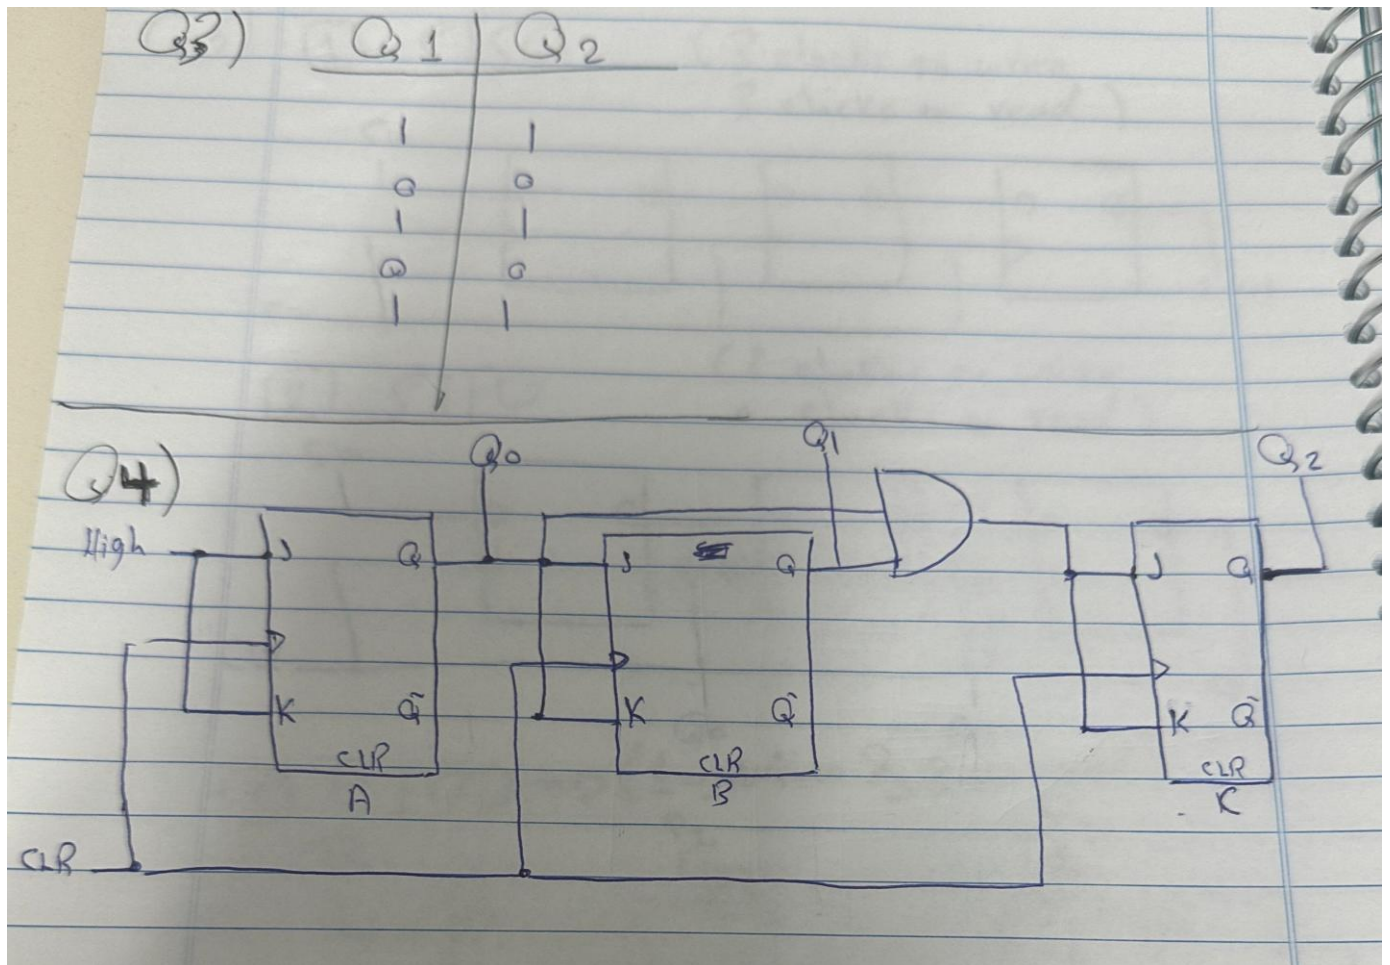 Q3) Q1 Q2
1 1
0 0
1 1
0 0
1 1
Q0 Q1 Q2
Q4)
High J Q J Q J Q
K Q̄ K Q̄ K Q̄
CLR CLR CLR
A B K
CLR